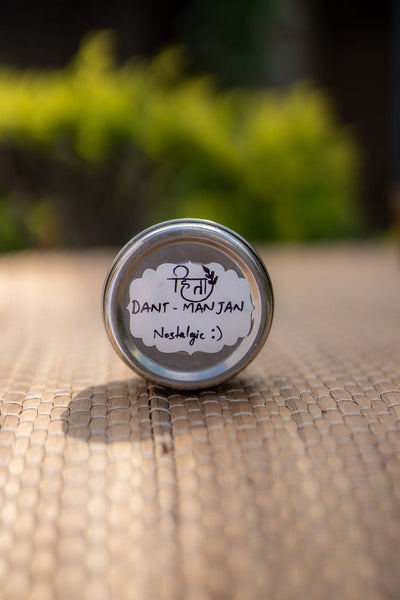 हिता
DANT - MANJAN
Nostalgic :)